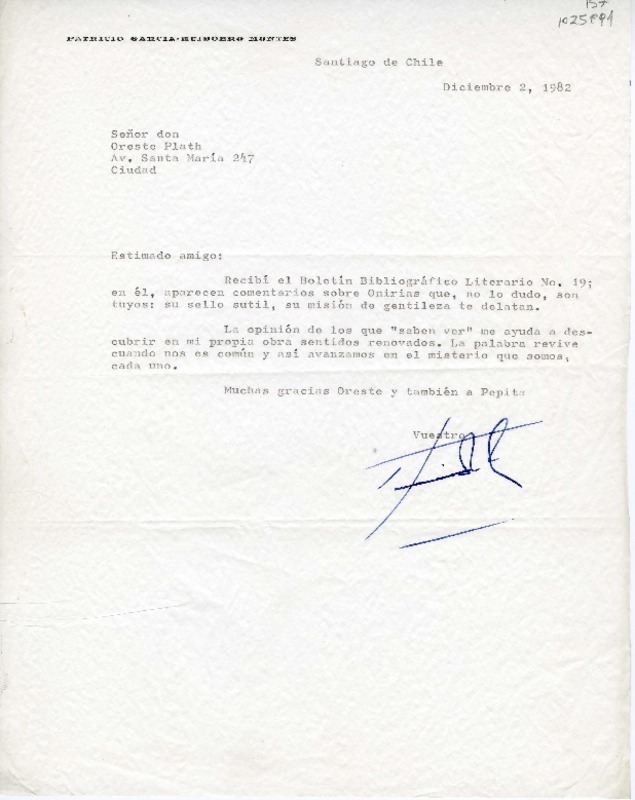 PATRICIO GARCIA-HUIDOBRO MONTES
Santiago de Chile
Diciembre 2, 1982
Señor don
Oreste Plath
Av. Santa María 247
Ciudad
Estimado amigo:
Recibí el Boletín Bibliográfico Literario No. 19;
en él, aparecen comentarios sobre Onirias que, no lo dudo, son
tuyos: su sello sutil, su misión de gentileza te delatan.
La opinión de los que "saben ver" me ayuda a des-
cubrir en mi propia obra sentidos renovados. La palabra revive
cuando nos es común y así avanzamos en el misterio que somos,
cada uno.
Muchas gracias Oreste y también a Pepita
Vuestro